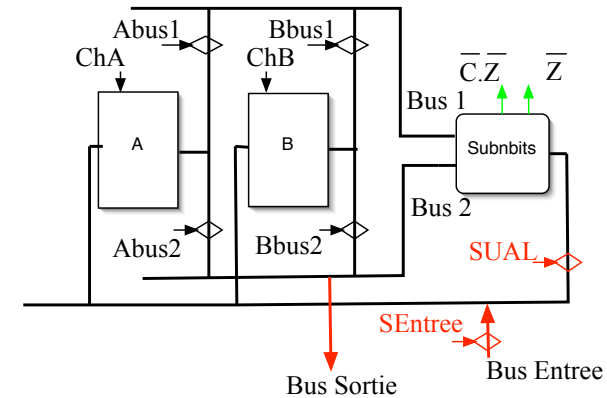 Abus1 Bbus1
ChA ChB
C̅.Z̅ Z̅
Bus 1
A B Subnbits
Bus 2
Abus2 Bbus2 SUAL
SEntree
Bus Entree
Bus Sortie